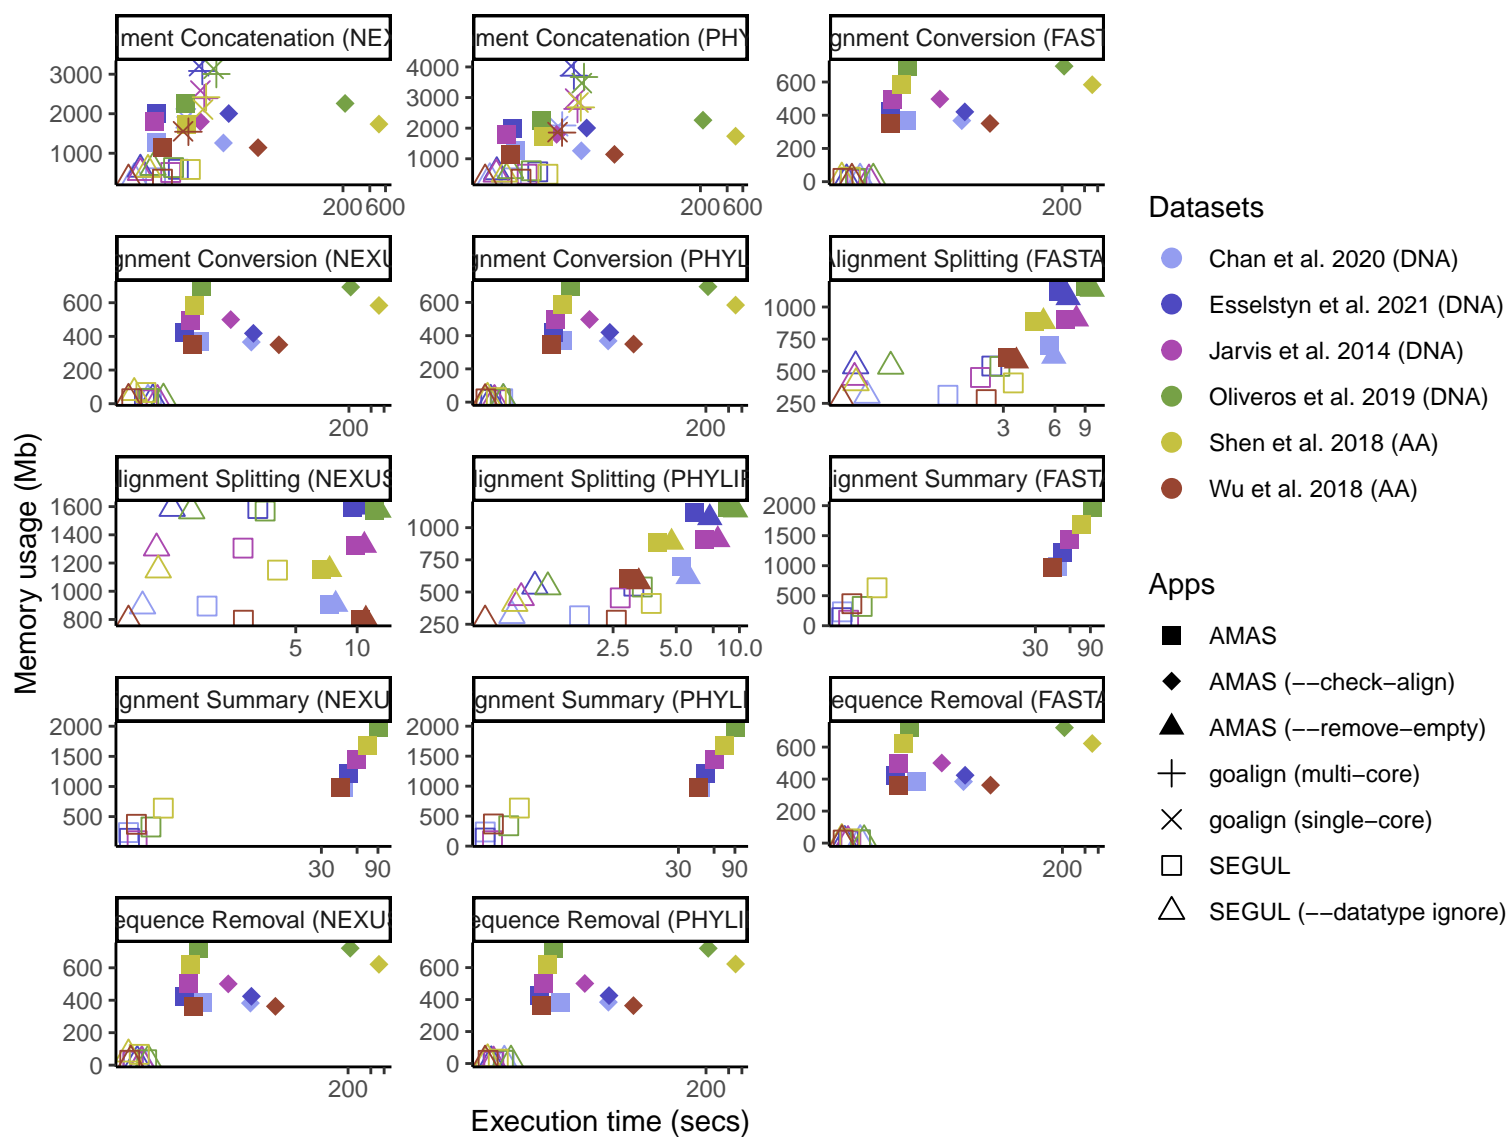 ment Concatenation (NEX
ment Concatenation (PHY
gnment Conversion (FAST
3000
2000
1000
200600
4000
3000
2000
1000
200600
600
400
200
0
200
gnment Conversion (NEXU
gnment Conversion (PHYL
lignment Splitting (FASTA
600
400
200
0
200
600
400
200
0
200
1000
750
500
250
3 6 9
lignment Splitting (NEXUS
lignment Splitting (PHYLIP
ignment Summary (FASTA
1600
1400
1200
1000
800
5 10
1000
750
500
250
2.5 5.0 10.0
2000
1500
1000
500
0
30 90
gnment Summary (NEXU
gnment Summary (PHYLI
equence Removal (FASTA
2000
1500
1000
500
30 90
2000
1500
1000
500
0
30 90
600
400
200
0
200
equence Removal (NEXUS
equence Removal (PHYLI
600
400
200
0
200
600
400
200
0
200
Memory usage (Mb)
Execution time (secs)
Datasets
Chan et al. 2020 (DNA)
Esselstyn et al. 2021 (DNA)
Jarvis et al. 2014 (DNA)
Oliveros et al. 2019 (DNA)
Shen et al. 2018 (AA)
Wu et al. 2018 (AA)
Apps
AMAS
AMAS (−−check−align)
AMAS (−−remove−empty)
goalign (multi−core)
goalign (single−core)
SEGUL
SEGUL (−−datatype ignore)